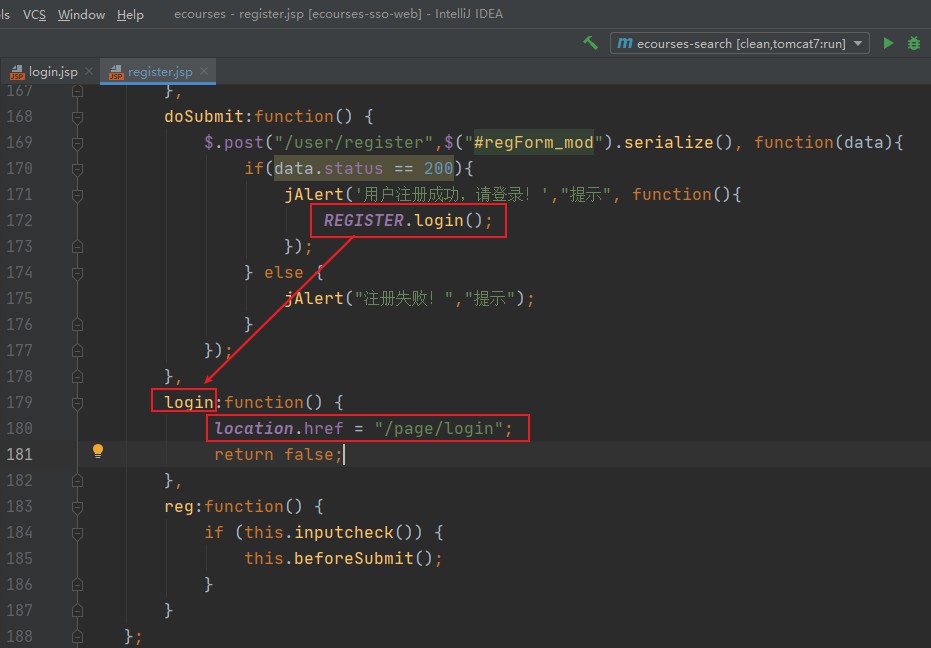 ls VCS Window Help ecourses - register.jsp [ecourses-sso-web] - IntelliJ IDEA
m ecourses-search [clean,tomcat7:run]
JSP login.jsp × JSP register.jsp ×
167 },
168 doSubmit:function() {
169 $.post("/user/register",$("#regForm_mod").serialize(), function(data){
170 if(data.status == 200){
171 jAlert('用户注册成功，请登录！',"提示", function(){
172 REGISTER.login();
173 });
174 } else {
175 jAlert("注册失败！","提示");
176 }
177 });
178 },
179 login:function() {
180 location.href = "/page/login";
181 return false;
182 },
183 reg:function() {
184 if (this.inputcheck()) {
185 this.beforeSubmit();
186 }
187 }
188 };